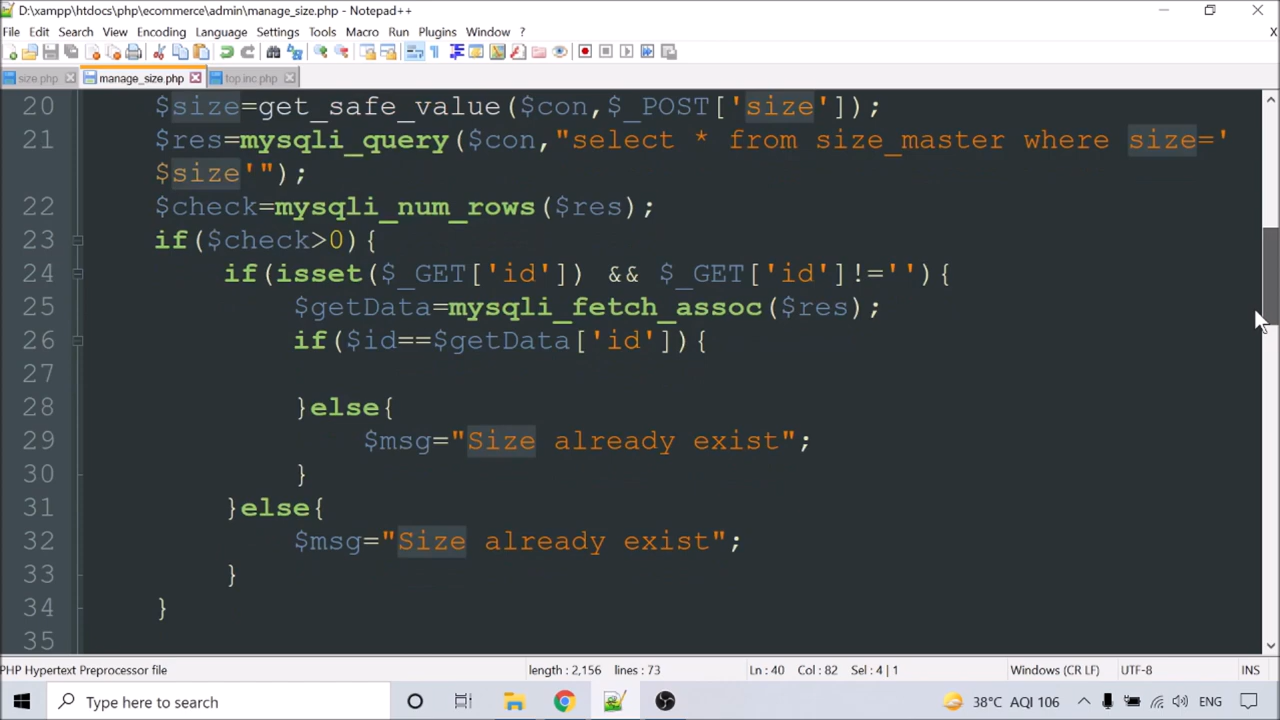 D:\xampp\htdocs\php\ecommerce\admin\manage_size.php - Notepad++
File Edit Search View Encoding Language Settings Tools Macro Run Plugins Window ? X
size.php manage_size.php top.inc.php
20 $size=get_safe_value($con,$_POST['size']);
21 $res=mysqli_query($con,"select * from size_master where size='
$size'");
22 $check=mysqli_num_rows($res);
23 if($check>0){
24 if(isset($_GET['id']) && $_GET['id']!=''){
25 $getData=mysqli_fetch_assoc($res);
26 if($id==$getData['id']){
27
28 }else{
29 $msg="Size already exist";
30 }
31 }else{
32 $msg="Size already exist";
33 }
34 }
35
PHP Hypertext Preprocessor file length : 2,156 lines : 73 Ln : 40 Col : 82 Sel : 4 | 1 Windows (CR LF) UTF-8 INS
Type here to search 38°C AQI 106 ENG